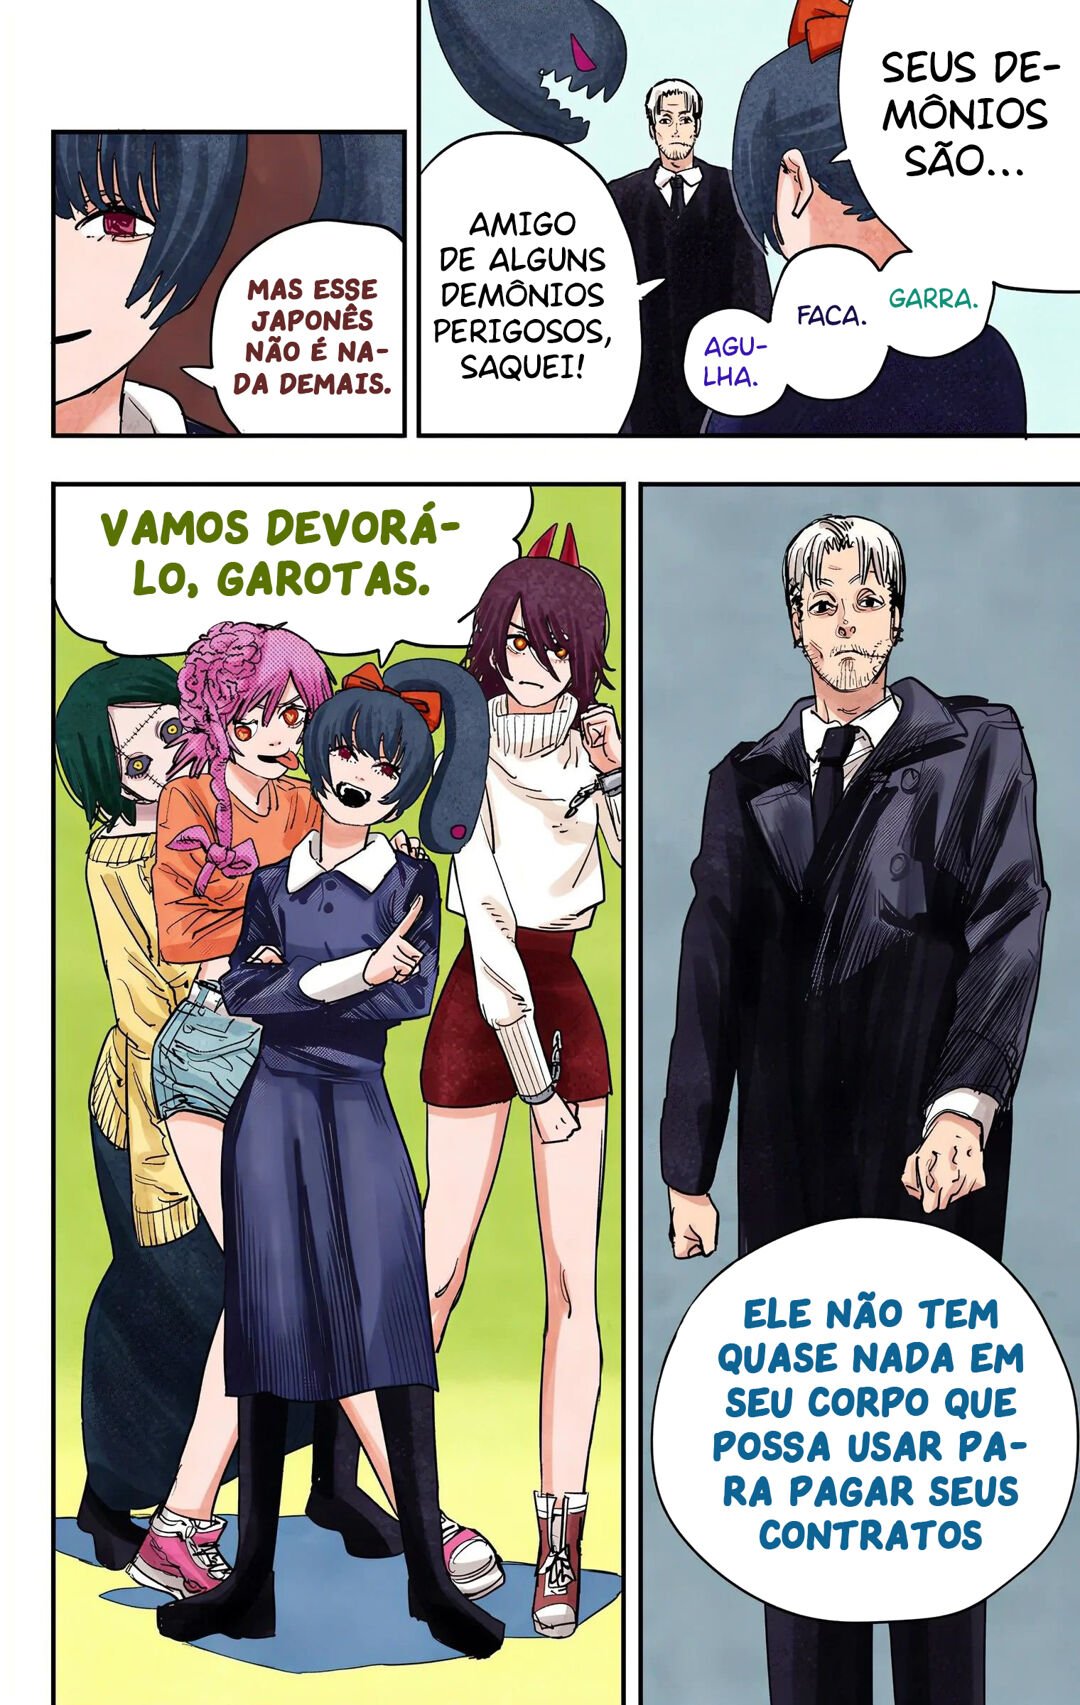 SEUS DE-
MÔNIOS
SÃO...
GARRA.
FACA.
AGU-
LHA.
AMIGO
DE ALGUNS
DEMÔNIOS
PERIGOSOS,
SAQUEI!
MAS ESSE
JAPONÊS
NÃO É NA-
DA DEMAIS.
ELE NÃO TEM
QUASE NADA EM
SEU CORPO QUE
POSSA USAR PA-
RA PAGAR SEUS
CONTRATOS
VAMOS DEVORÁ-
LO, GAROTAS.